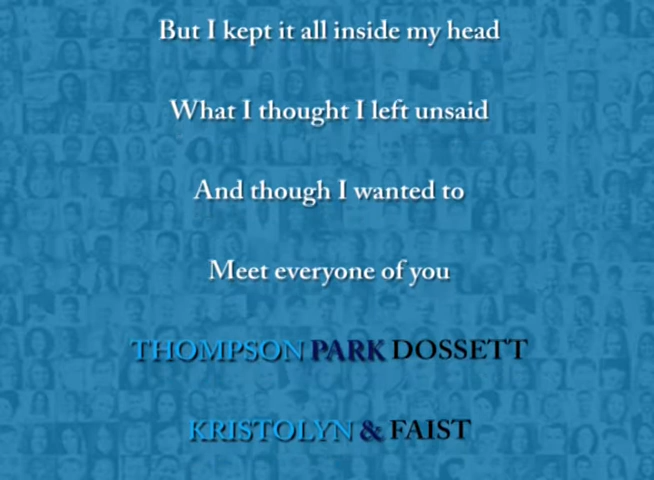 But I kept it all inside my head
What I thought I left unsaid
And though I wanted to
Meet everyone of you
THOMPSON PARK DOSSETT
KRISTOLYN & FAIST